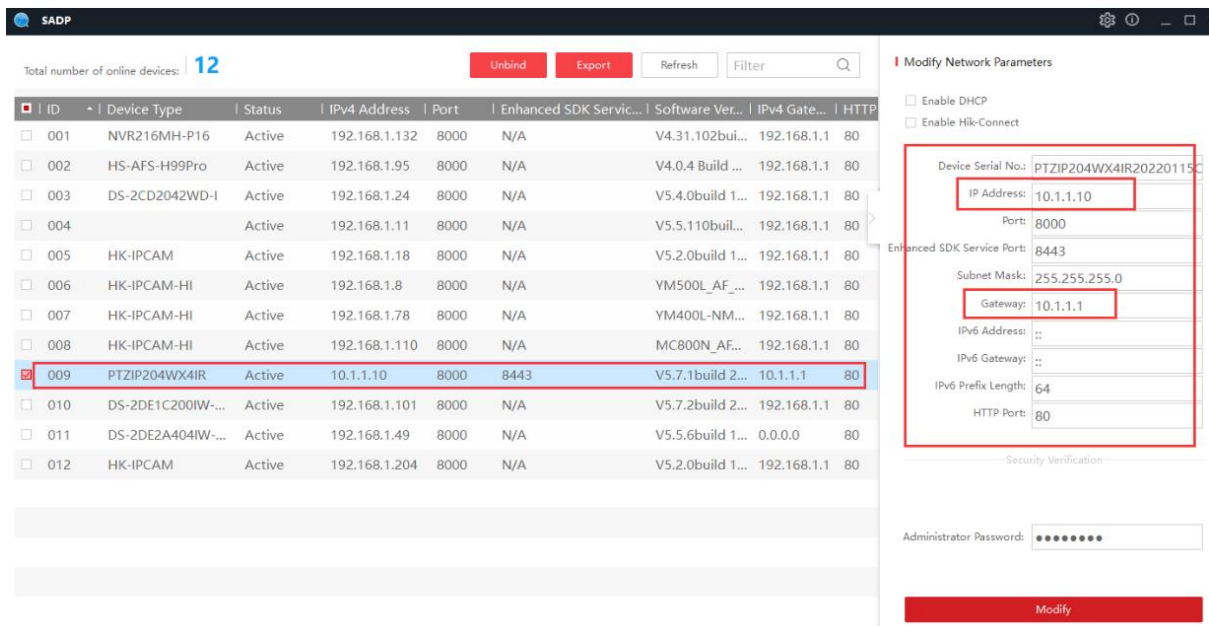 SADP
Total number of online devices: 12
Unbind Export Refresh Filter
ID Device Type Status IPv4 Address Port Enhanced SDK Servic... Software Ver... IPv4 Gate... HTTP
001 NVR216MH-P16 Active 192.168.1.132 8000 N/A V4.31.102bui... 192.168.1.1 80
002 HS-AFS-H99Pro Active 192.168.1.95 8000 N/A V4.0.4 Build ... 192.168.1.1 80
003 DS-2CD2042WD-I Active 192.168.1.24 8000 N/A V5.4.0build 1... 192.168.1.1 80
004 Active 192.168.1.11 8000 N/A V5.5.110buil... 192.168.1.1 80
005 HK-IPCAM Active 192.168.1.18 8000 N/A V5.2.0build 1... 192.168.1.1 80
006 HK-IPCAM-HI Active 192.168.1.8 8000 N/A YM500L_AF_... 192.168.1.1 80
007 HK-IPCAM-HI Active 192.168.1.78 8000 N/A YM400L-NM... 192.168.1.1 80
008 HK-IPCAM-HI Active 192.168.1.110 8000 N/A MC800N_AF... 192.168.1.1 80
009 PTZIP204WX4IR Active 10.1.1.10 8000 8443 V5.7.1build 2... 10.1.1.1 80
010 DS-2DE1C200IW-... Active 192.168.1.101 8000 N/A V5.7.2build 2... 192.168.1.1 80
011 DS-2DE2A404IW-... Active 192.168.1.49 8000 N/A V5.5.6build 1... 0.0.0.0 80
012 HK-IPCAM Active 192.168.1.204 8000 N/A V5.2.0build 1... 192.168.1.1 80
Modify Network Parameters
Enable DHCP
Enable Hik-Connect
Device Serial No.: PTZIP204WX4IR20220115C
IP Address: 10.1.1.10
Port: 8000
Enhanced SDK Service Port: 8443
Subnet Mask: 255.255.255.0
Gateway: 10.1.1.1
IPv6 Address: ::
IPv6 Gateway: ::
IPv6 Prefix Length: 64
HTTP Port: 80
Security Verification
Administrator Password: ●●●●●●●●
Modify